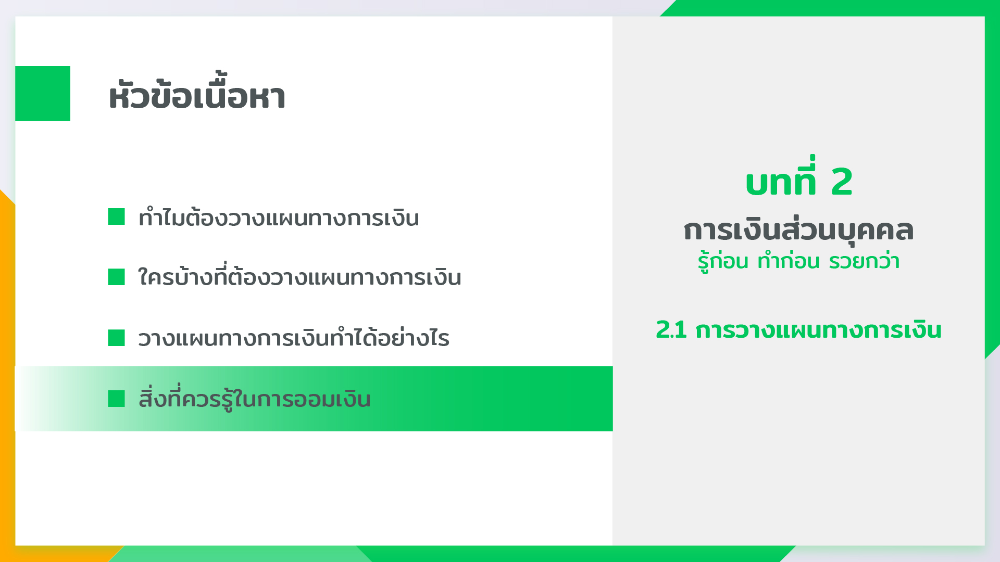 หัวข้อเนื้อหา
ทำไมต้องวางแผนทางการเงิน
ใครบ้างที่ต้องวางแผนทางการเงิน
วางแผนทางการเงินทำได้อย่างไร
สิ่งที่ควรรู้ในการออมเงิน
บทที่ 2
การเงินส่วนบุคคล
รู้ก่อน ทำก่อน รวยกว่า
2.1 การวางแผนทางการเงิน